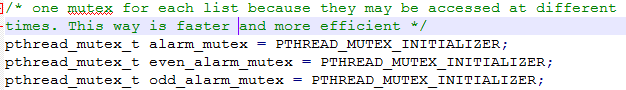 /* one mutex for each list because they may be accessed at different
times. This way is faster and more efficient */
pthread_mutex_t alarm_mutex = PTHREAD_MUTEX_INITIALIZER;
pthread_mutex_t even_alarm_mutex = PTHREAD_MUTEX_INITIALIZER;
pthread_mutex_t odd_alarm_mutex = PTHREAD_MUTEX_INITIALIZER;